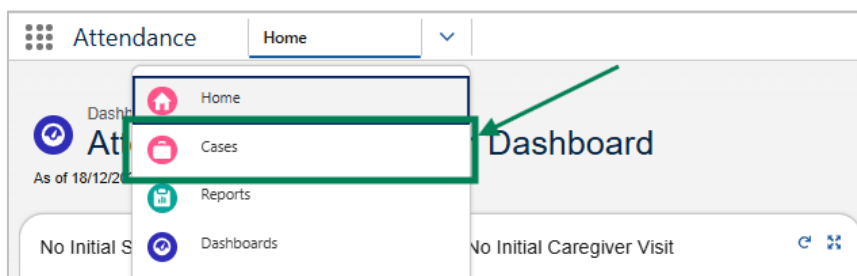 Attendance
Home
Home
Dashb
Cases
Att
Dashboard
As of 18/12/20
Reports
Dashboards
No Initial S
No Initial Caregiver Visit